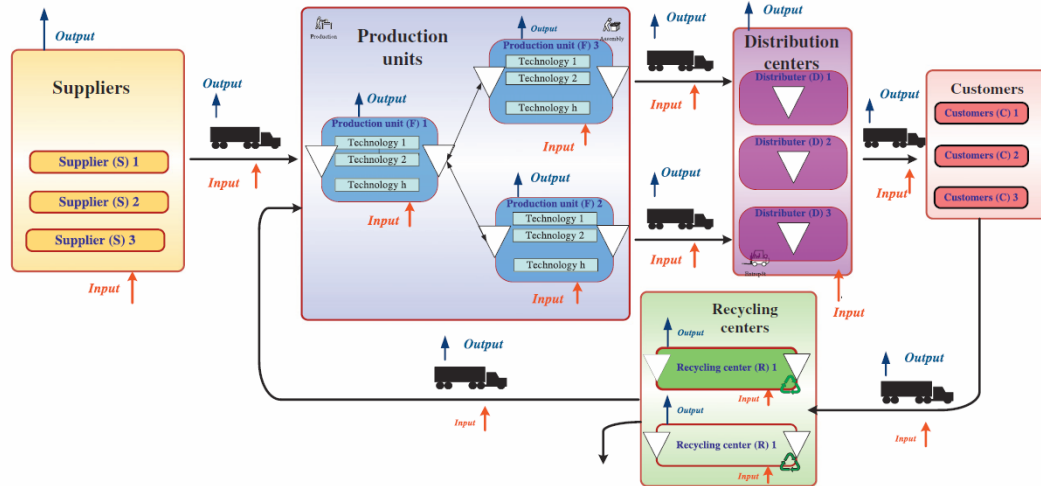 Output
Suppliers
Supplier (S) 1
Supplier (S) 2
Supplier (S) 3
Input
Output
Input
Production
Production
units
Assembly
Output
Production unit (F) 1
Technology 1
Technology 2
Technology h
Input
Output
Production unit (F) 3
Technology 1
Technology 2
Technology h
Input
Output
Production unit (F) 2
Technology 1
Technology 2
Technology h
Input
Output
Input
Output
Input
Output
Distribution
centers
Distributer (D) 1
Distributer (D) 2
Distributer (D) 3
Input
Output
Input
Customers
Customers (C) 1
Customers (C) 2
Customers (C) 3
Output
Input
Recycling
centers
Output
Recycling center (R) 1
Input
Output
Recycling center (R) 1
Input
Output
Input